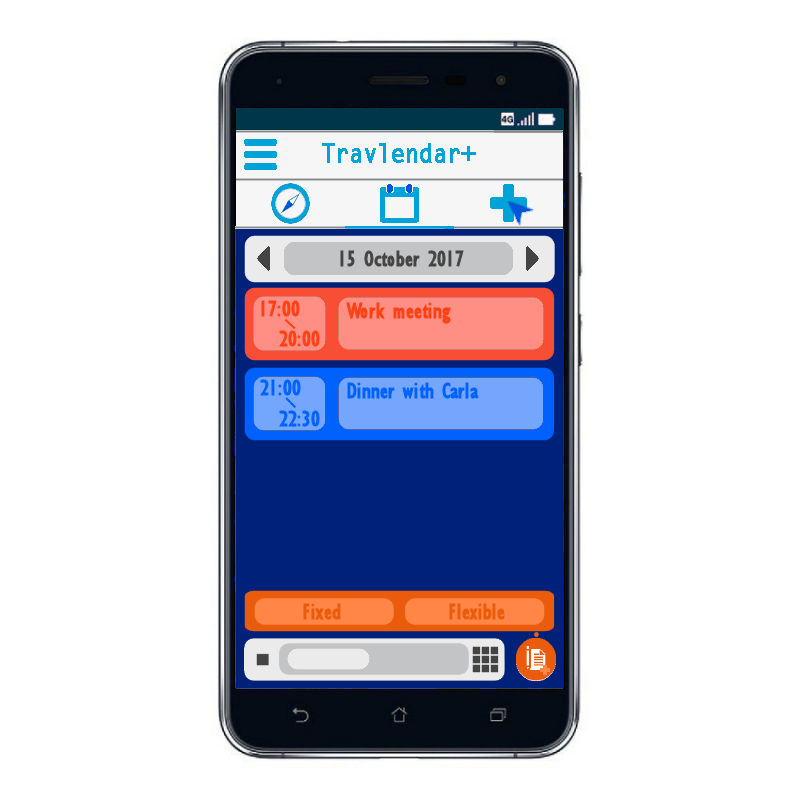 4G
Travlendar+
15 October 2017
17:00
20:00
Work meeting
21:00
22:30
Dinner with Carla
Fixed
Flexible